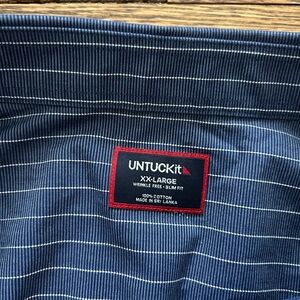 UNTUCKit
XX-LARGE
WRINKLE FREE • SLIM FIT
100% COTTON
MADE IN SRI LANKA